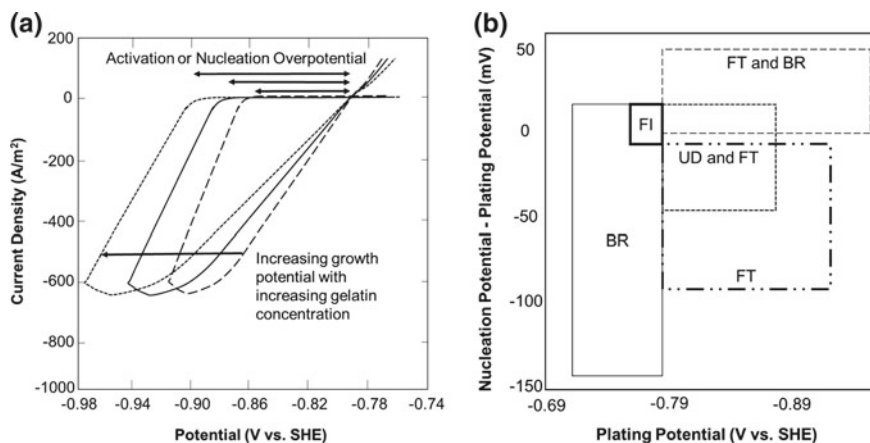 (a)
200
0
-200
-400
-600
-800
-1000
Current Density (A/m²)
Activation or Nucleation Overpotential
Increasing growth
potential with
increasing gelatin
concentration
-0.98
-0.94
-0.90
-0.86
-0.82
-0.78
-0.74
Potential (V vs. SHE)
(b)
50
0
-50
-100
-150
Nucleation Potential - Plating Potential (mV)
FT and BR
FI
UD and FT
BR
FT
-0.69
-0.79
-0.89
Plating Potential (V vs. SHE)